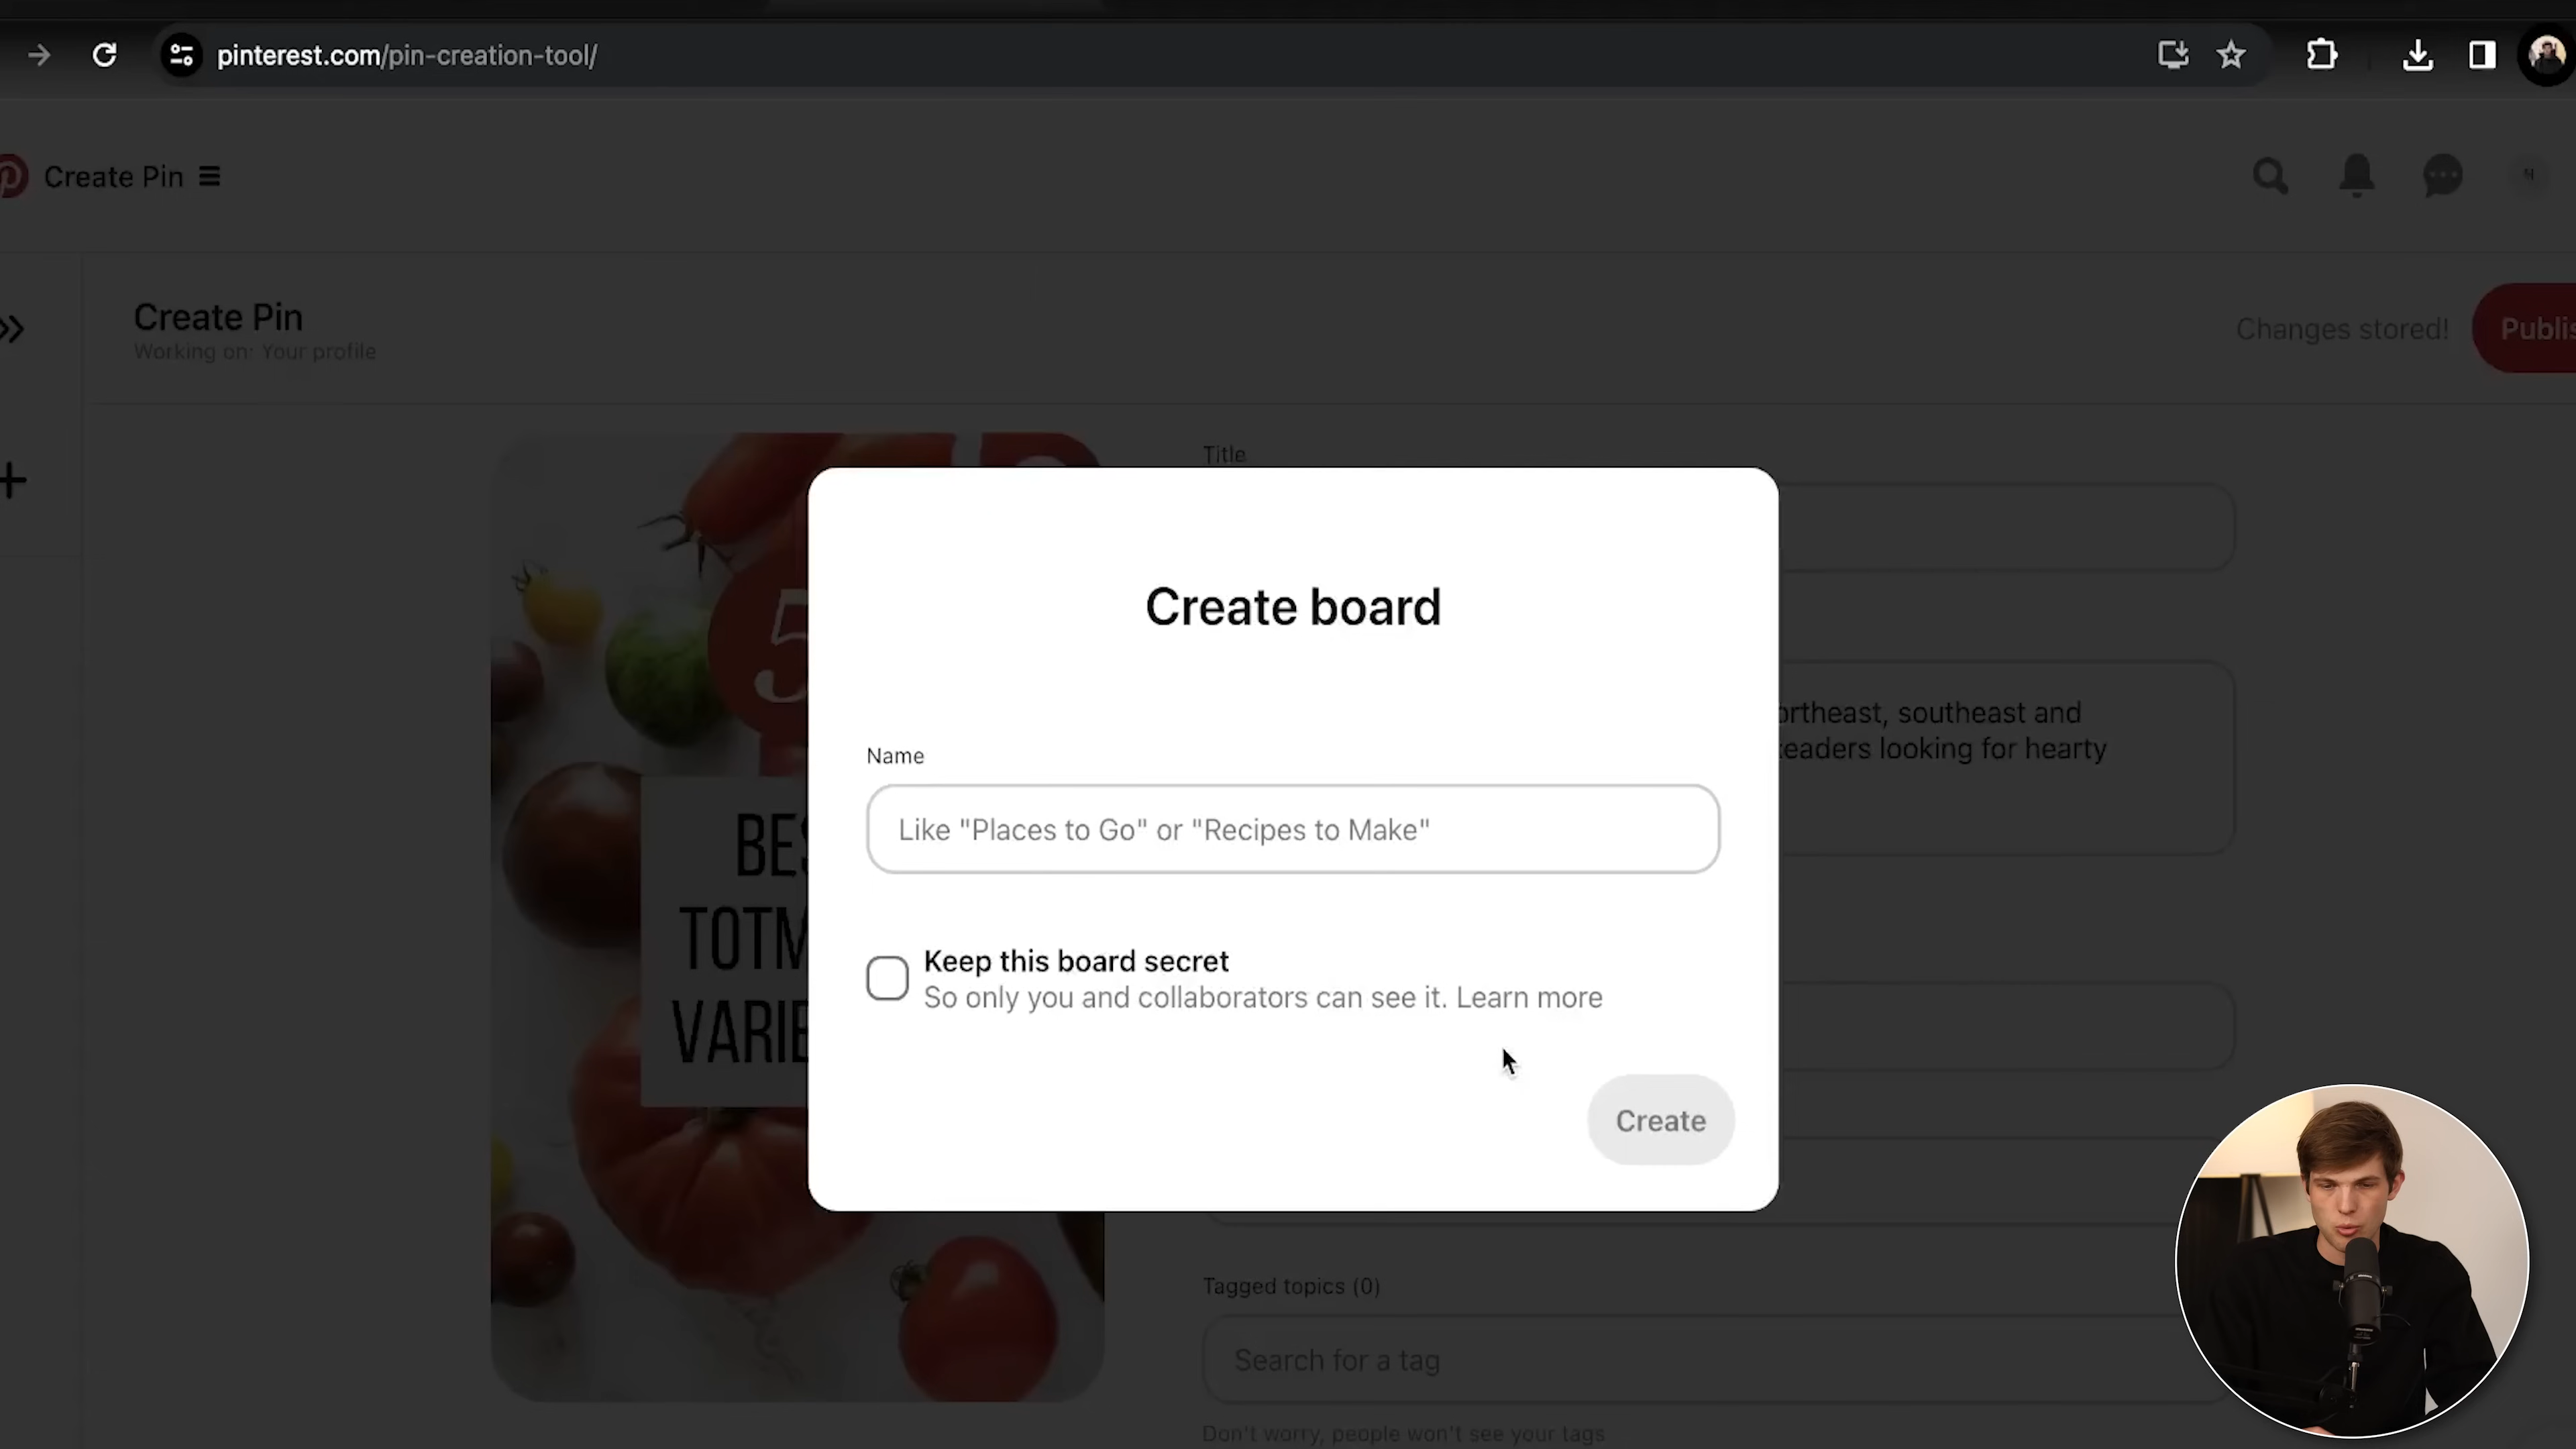 pinterest.com/pin-creation-tool/
Create Pin
Create Pin
Working on: Your profile
Changes stored!
Title
Create board
Name
Like "Places to Go" or "Recipes to Make"
Keep this board secret
So only you and collaborators can see it. Learn more
Create
5
BES
TOTM
VARIE
southeast and
looking for hearty
Tagged topics (0)
Search for a tag
Don't worry, people won't see your tags